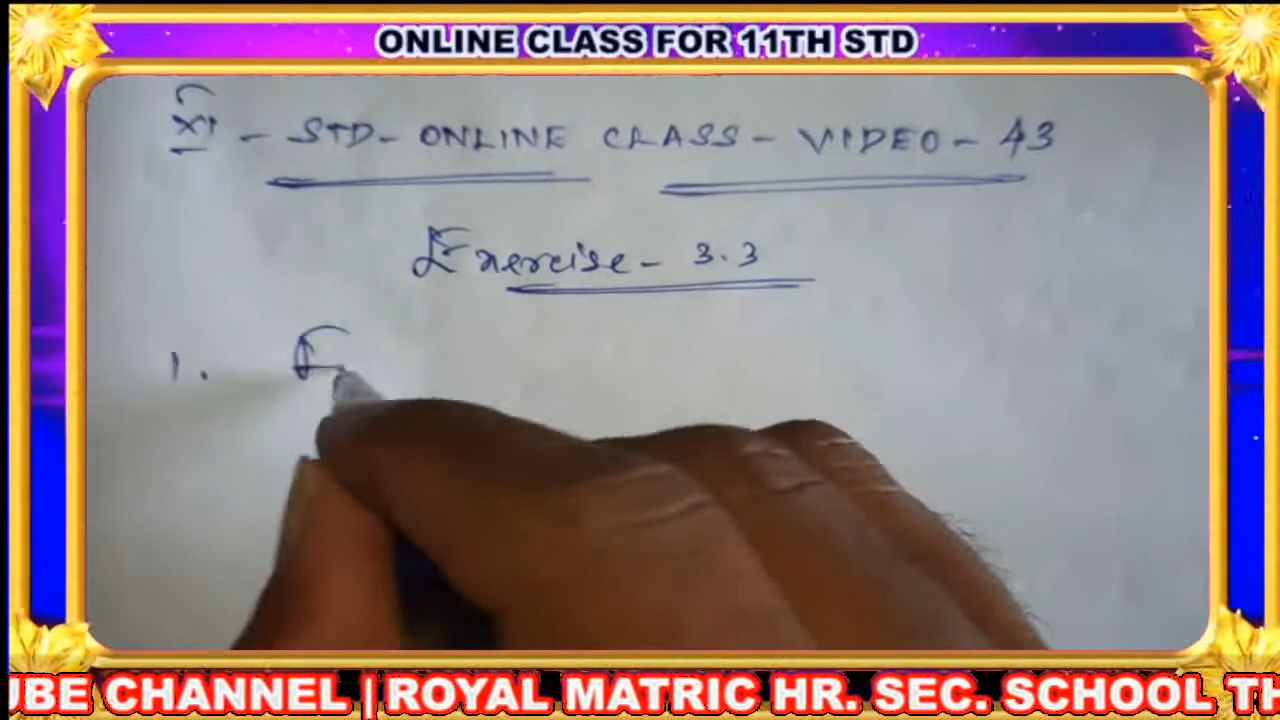 ONLINE CLASS FOR 11TH STD
XI - STD - ONLINE CLASS - VIDEO - 43
Exercise - 3.3
1.
UBE CHANNEL | ROYAL MATRIC HR. SEC. SCHOOL TH